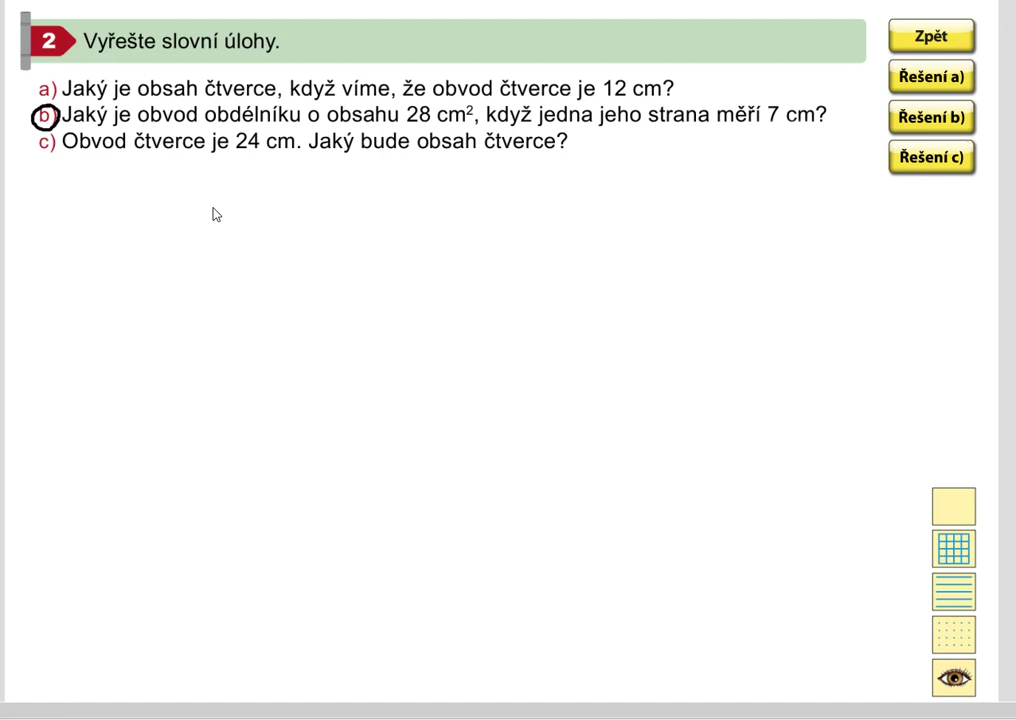 2 Vyřešte slovní úlohy.
a) Jaký je obsah čtverce, když víme, že obvod čtverce je 12 cm?
b) Jaký je obvod obdélníku o obsahu 28 cm², když jedna jeho strana měří 7 cm?
c) Obvod čtverce je 24 cm. Jaký bude obsah čtverce?
Zpět
Řešení a)
Řešení b)
Řešení c)